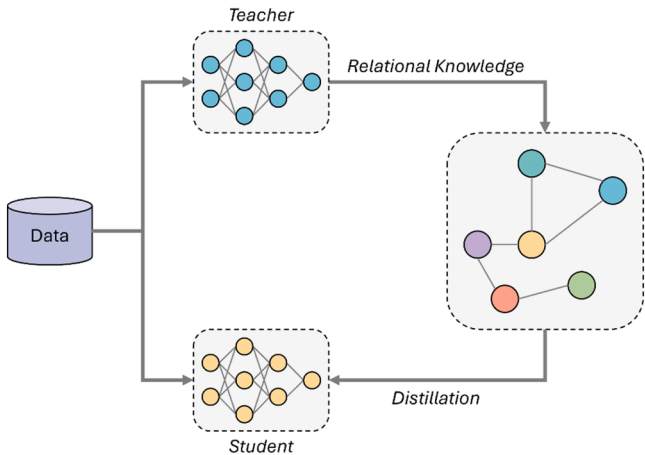 Teacher
Relational Knowledge
Data
Distillation
Student